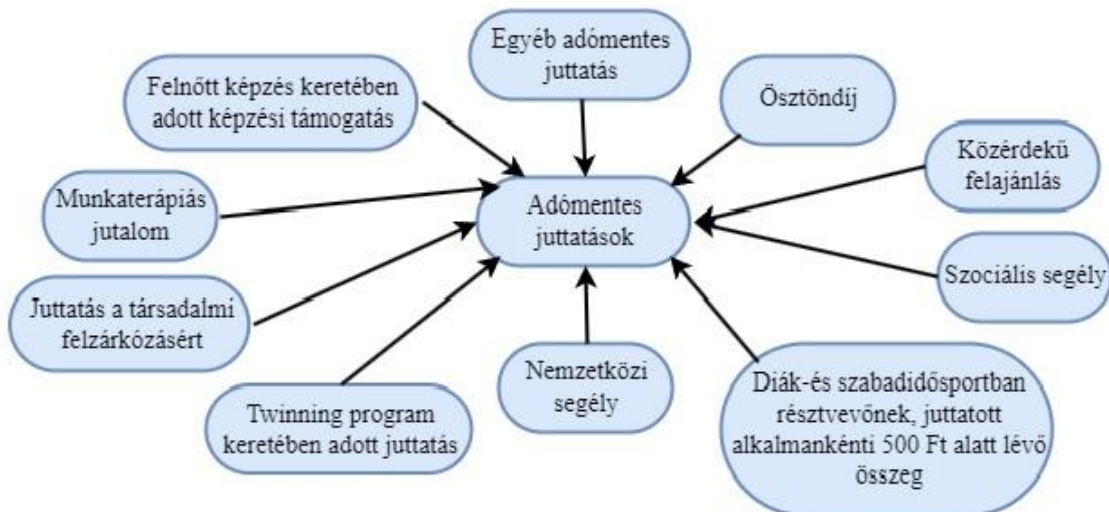 Egyéb adómentes
juttatás
Felnőtt képzés keretében
adott képzési támogatás
Ösztöndíj
Közérdekű
felajánlás
Munkaterápiás
jutalom
Adómentes
juttatások
Szociális segély
Juttatás a társadalmi
felzárkózásért
Nemzetközi
segély
Twinning program
keretében adott juttatás
Diák-és szabadidősportban
résztvevőnek, juttatott
alkalmankénti 500 Ft alatt lévő
összeg